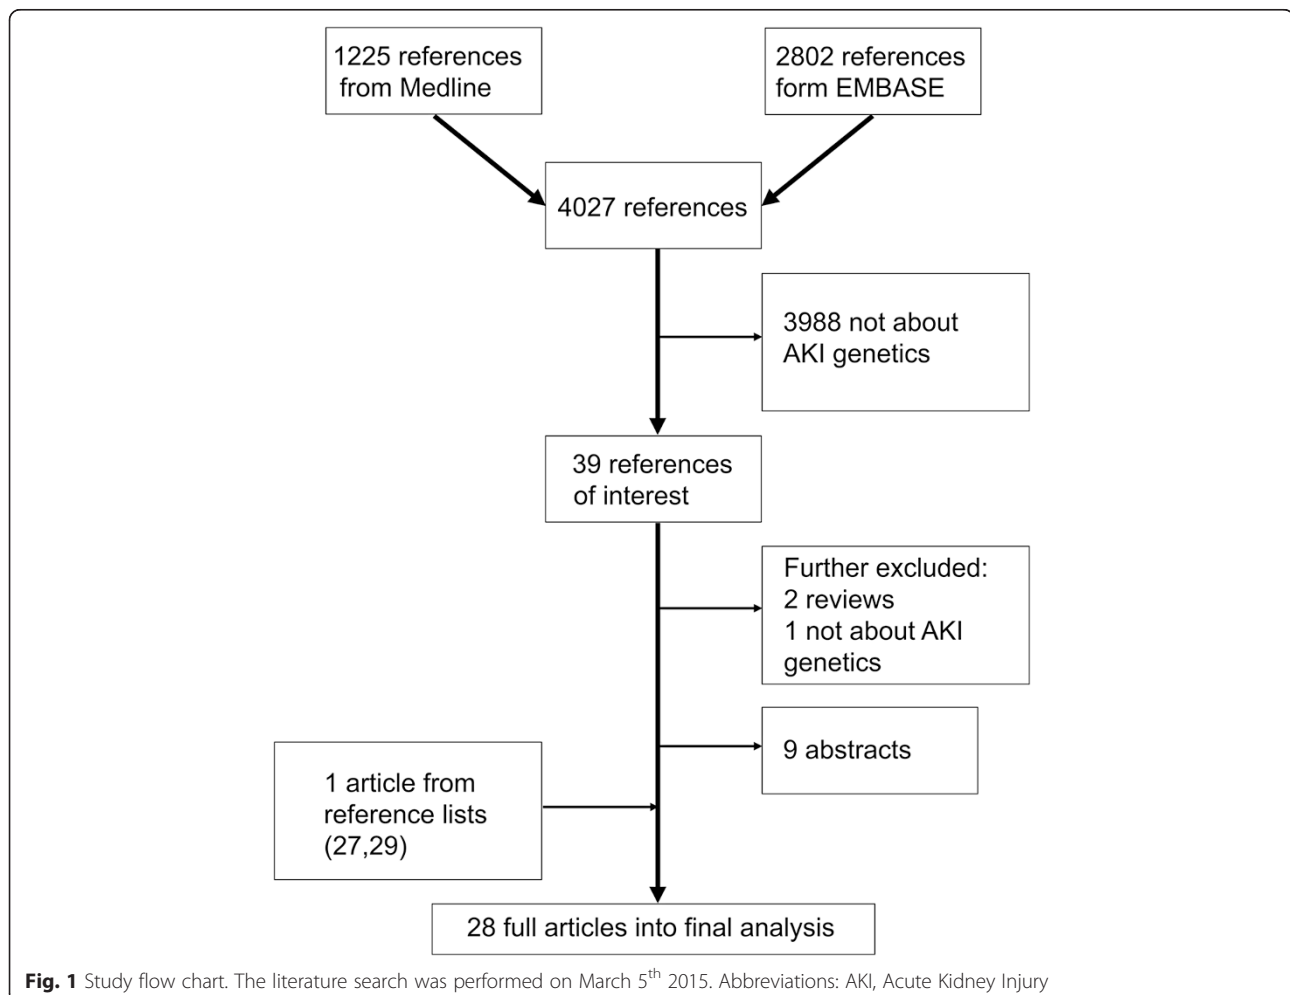 1225 references
from Medline
2802 references
form EMBASE
4027 references
3988 not about
AKI genetics
39 references
of interest
Further excluded:
2 reviews
1 not about AKI
genetics
9 abstracts
1 article from
reference lists
(27,29)
28 full articles into final analysis
Fig. 1 Study flow chart. The literature search was performed on March 5th 2015. Abbreviations: AKI, Acute Kidney Injury